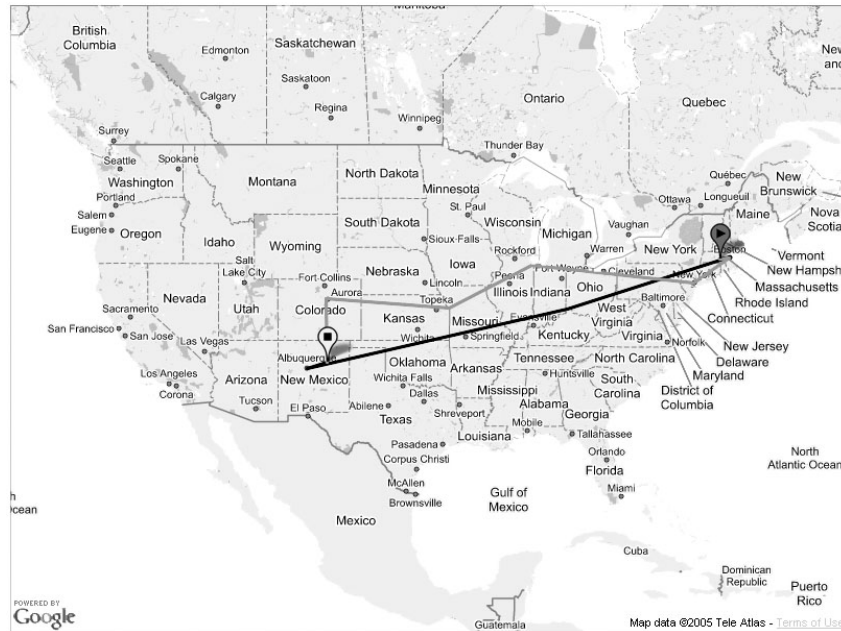 Manitoba
British
Columbia
Edmonton
Saskatchewan
Saskatoon
Calgary
Regina
Winnipeg
Ontario
Quebec
New
and
Surrey
Seattle
Spokane
Washington
Portland
Salem
Eugene
Oregon
Montana
Idaho
Wyoming
North Dakota
South Dakota
Thunder Bay
Minnesota
St. Paul
Sioux Falls
Wisconsin
Rockford
Michigan
Warren
Vaughan
Ottawa
Longueuil
Québec
New
Brunswick
Maine
Nova
Scotia
New York
Boston
Vermont
New Hampsh
Massachusetts
Rhode Island
Connecticut
New Jersey
Delaware
Maryland
District of
Columbia
Salt
Lake City
Nevada
Utah
Fort Collins
Aurora
Colorado
Nebraska
Lincoln
Iowa
Peoria
Illinois
Indiana
Fort Wayne
Ohio
Cleveland
New York
Baltimore
Sacramento
San Francisco
San Jose
Las Vegas
Kansas
Topeka
Wichita
Missouri
Springfield
Evansville
Kentucky
West
Virginia
Virginia
Norfolk
Los Angeles
Corona
Arizona
Tucson
Albuquerque
New Mexico
El Paso
Oklahoma
Wichita Falls
Dallas
Abilene
Texas
Arkansas
Shreveport
Tennessee
Huntsville
Mississippi
Alabama
Mobile
North Carolina
South
Carolina
Georgia
Tallahassee
Orlando
Florida
Miami
Louisiana
Pasadena
Corpus Christi
McAllen
Brownsville
Gulf of
Mexico
Mexico
North
Atlantic Ocean
h
cean
Cuba
Dominican
Republic
Puerto
Rico
Guatemala
POWERED BY
Google
Map data ©2005 Tele Atlas - Terms of Use